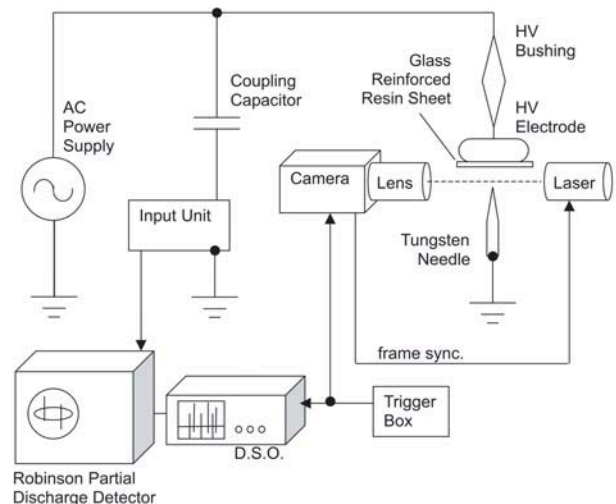 HV
Bushing
Glass
Reinforced
Resin Sheet
Coupling
Capacitor
AC
Power
Supply
HV
Electrode
Camera
Lens
Laser
Input Unit
Tungsten
Needle
frame sync.
Trigger
Box
D.S.O.
Robinson Partial
Discharge Detector